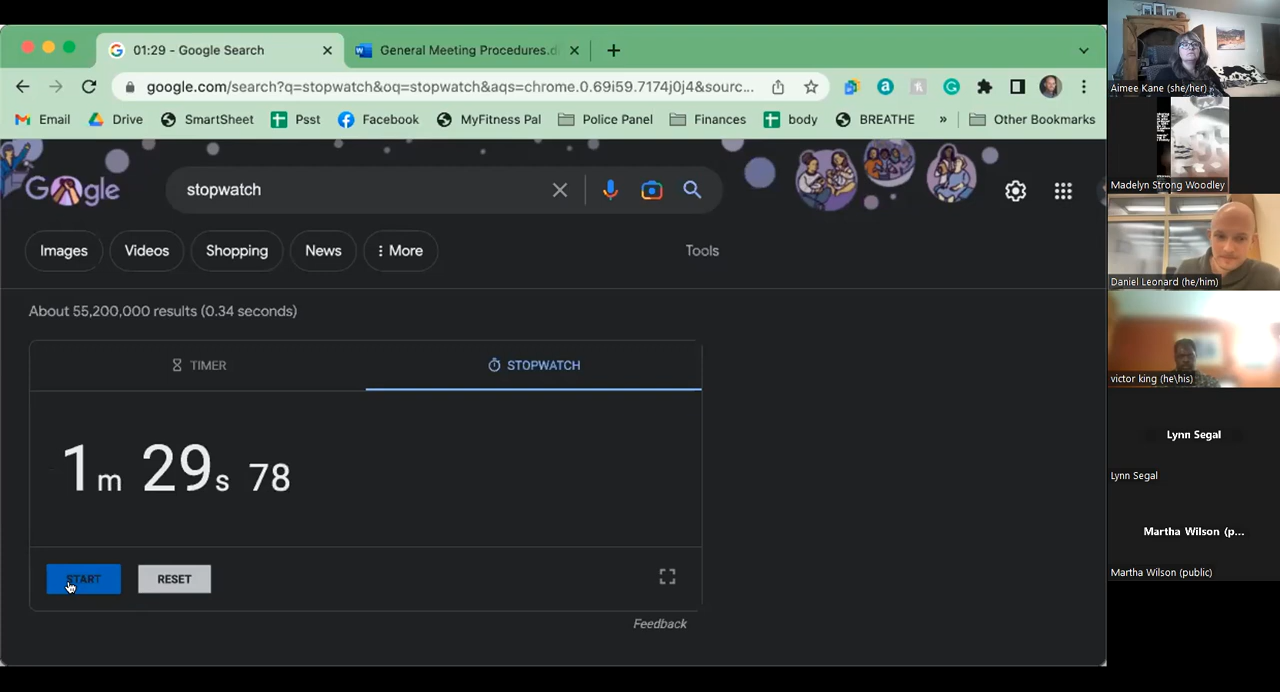 01:29 - Google Search
General Meeting Procedures.d
google.com/search?q=stopwatch&oq=stopwatch&aqs=chrome.0.69i59.7174j0j4&sourc...
Email Drive SmartSheet Psst Facebook MyFitness Pal Police Panel Finances body BREATHE » Other Bookmarks
Google
stopwatch
Images Videos Shopping News More Tools
About 55,200,000 results (0.34 seconds)
TIMER STOPWATCH
1m 29s 78
START RESET
Feedback
Aimee Kane (she/her)
Madelyn Strong Woodley
Daniel Leonard (he/him)
victor king (he\his)
Lynn Segal
Lynn Segal
Martha Wilson (p...
Martha Wilson (public)